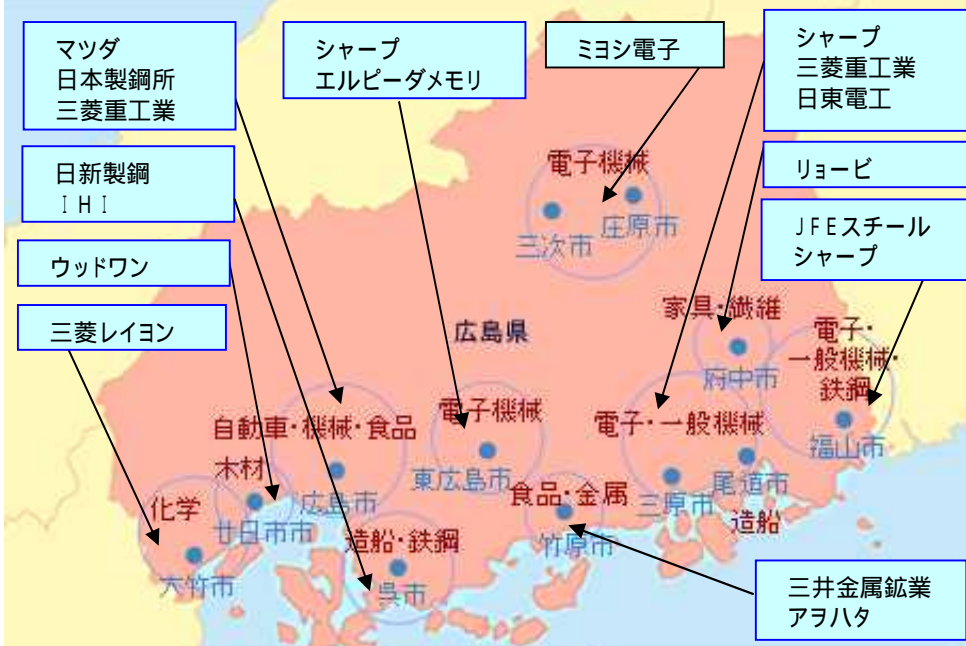 マツダ
日本製鋼所
三菱重工業
シャープ
エルピーダメモリ
ミヨシ電子
シャープ
三菱重工業
日東電工
日新製鋼
IHI
リョービ
ウッドワン
JFEスチール
シャープ
三菱レイヨン
電子機械
三次市
庄原市
広島県
家具・繊維
府中市
電子・
一般機械・
鉄鋼
福山市
自動車・機械・食品
広島市
電子機械
東広島市
電子・一般機械
三原市
尾道市
造船
木材
廿日市市
食品・金属
竹原市
化学
大竹市
造船・鉄鋼
呉市
三井金属鉱業
アヲハタ